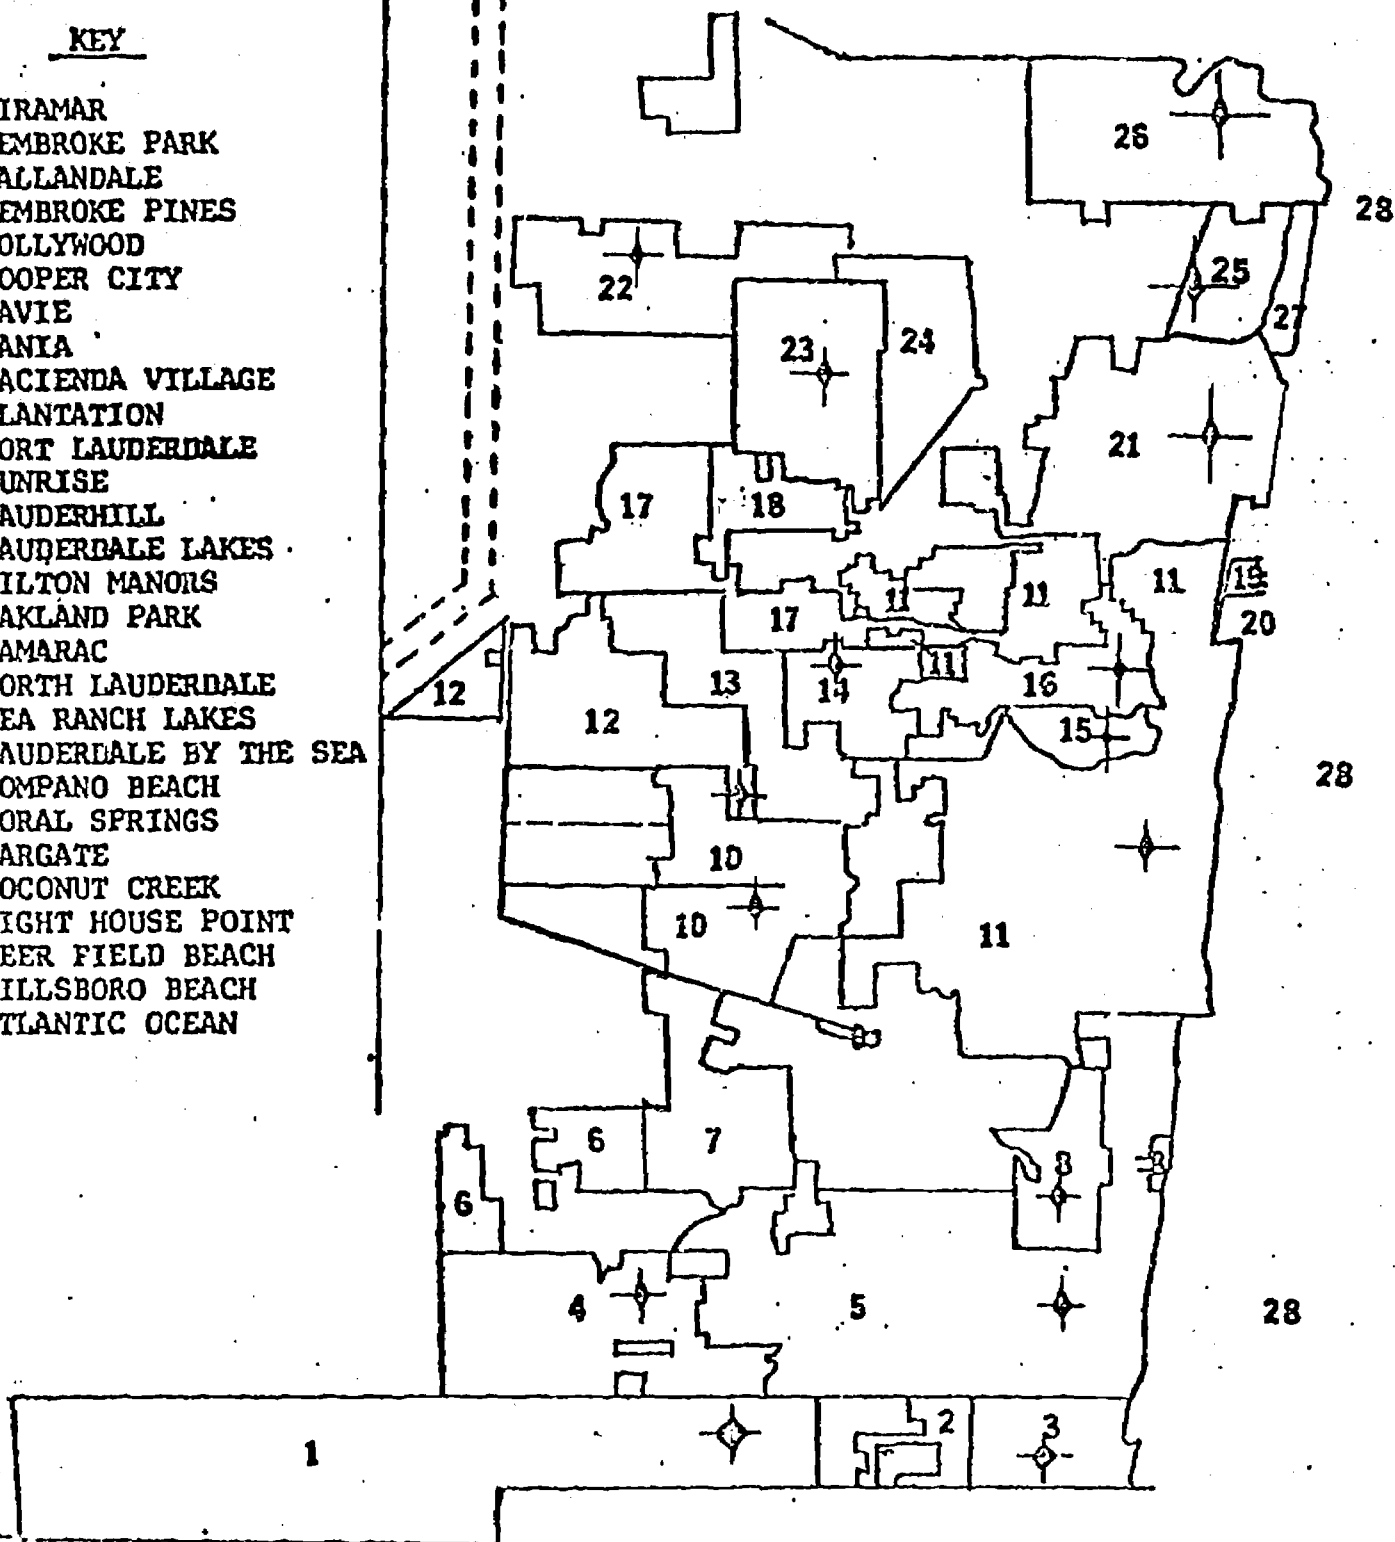 KEY
IRAMAR
EMBROKE PARK
ALLANDALE
EMBROKE PINES
OLLYWOOD
OOPER CITY
AVIE
ANIA
ACIENDA VILLAGE
LANTATION
ORT LAUDERDALE
UNRISE
AUDERHILL
AUDERDALE LAKES
ILTON MANORS
AKLAND PARK
AMARAC
ORTH LAUDERDALE
EA RANCH LAKES
AUDERDALE BY THE SEA
OMPANO BEACH
ORAL SPRINGS
ARGATE
OCONUT CREEK
IGHT HOUSE POINT
EER FIELD BEACH
ILLSBORO BEACH
TLANTIC OCEAN
26
28
25
22
27
23
24
21
17
18
11
11
11
19
20
17
11
12
13
14
16
12
15
28
10
10
11
6
7
8
8
6
4
5
28
1
2
3